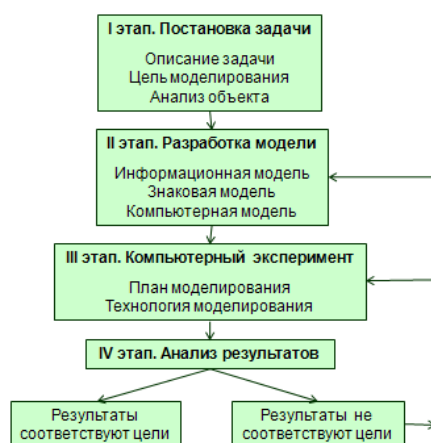 I этап. Постановка задачи
Описание задачи
Цель моделирования
Анализ объекта
II этап. Разработка модели
Информационная модель
Знаковая модель
Компьютерная модель
III этап. Компьютерный эксперимент
План моделирования
Технология моделирования
IV этап. Анализ результатов
Результаты
соответствуют цели
Результаты не
соответствуют цели